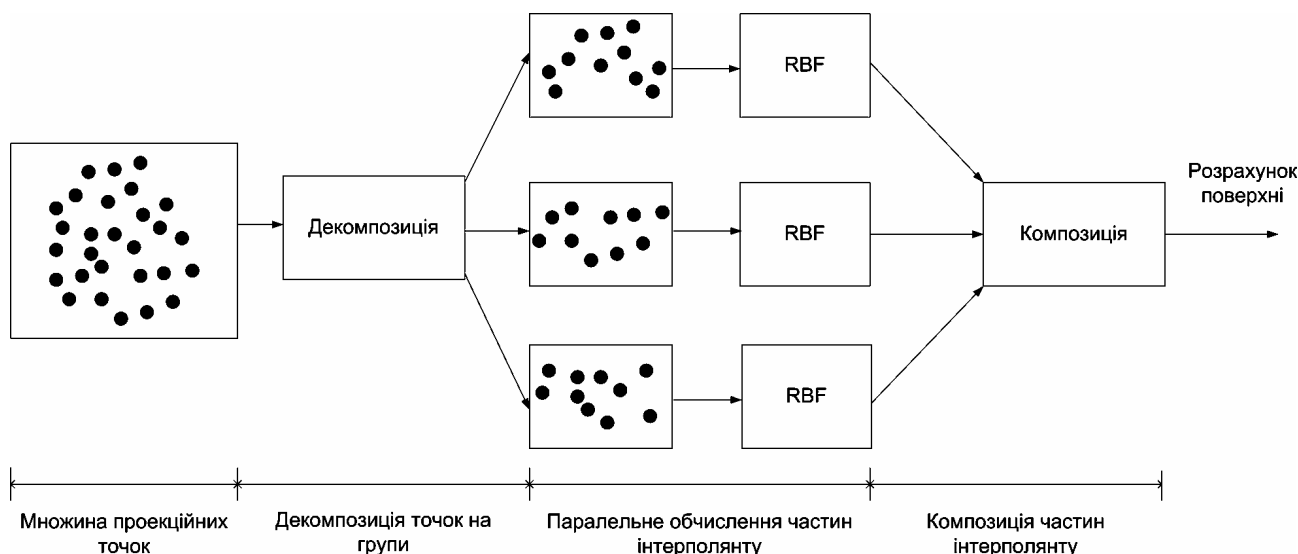 RBF
Розрахунок
поверхні
Декомпозиція
RBF
Композиція
RBF
Множина проекційних
точок
Декомпозиція точок на
групи
Паралельне обчислення частин
інтерполянту
Композиція частин
інтерполянту